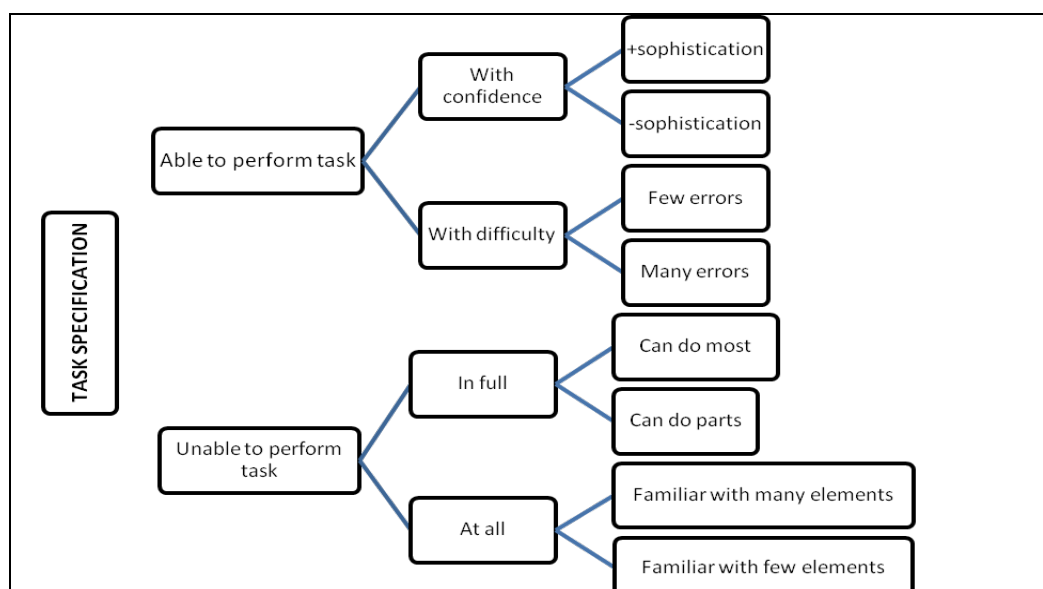 TASK SPECIFICATION
Able to perform task
With
confidence
+sophistication
-sophistication
With difficulty
Few errors
Many errors
Unable to perform
task
In full
Can do most
Can do parts
At all
Familiar with many elements
Familiar with few elements